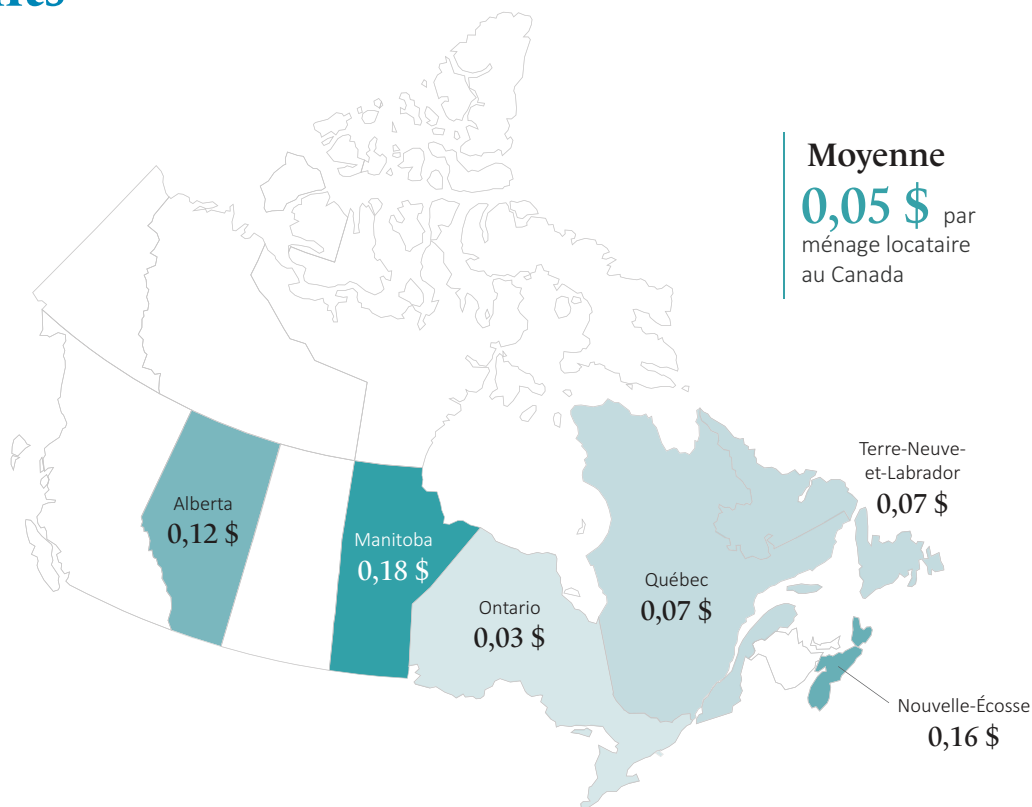 Moyenne
0,05 $ par
ménage locataire
au Canada
Terre-Neuve-
et-Labrador
0,07 $
Alberta
0,12 $
Manitoba
0,18 $
Québec
0,07 $
Ontario
0,03 $
Nouvelle-Écosse
0,16 $